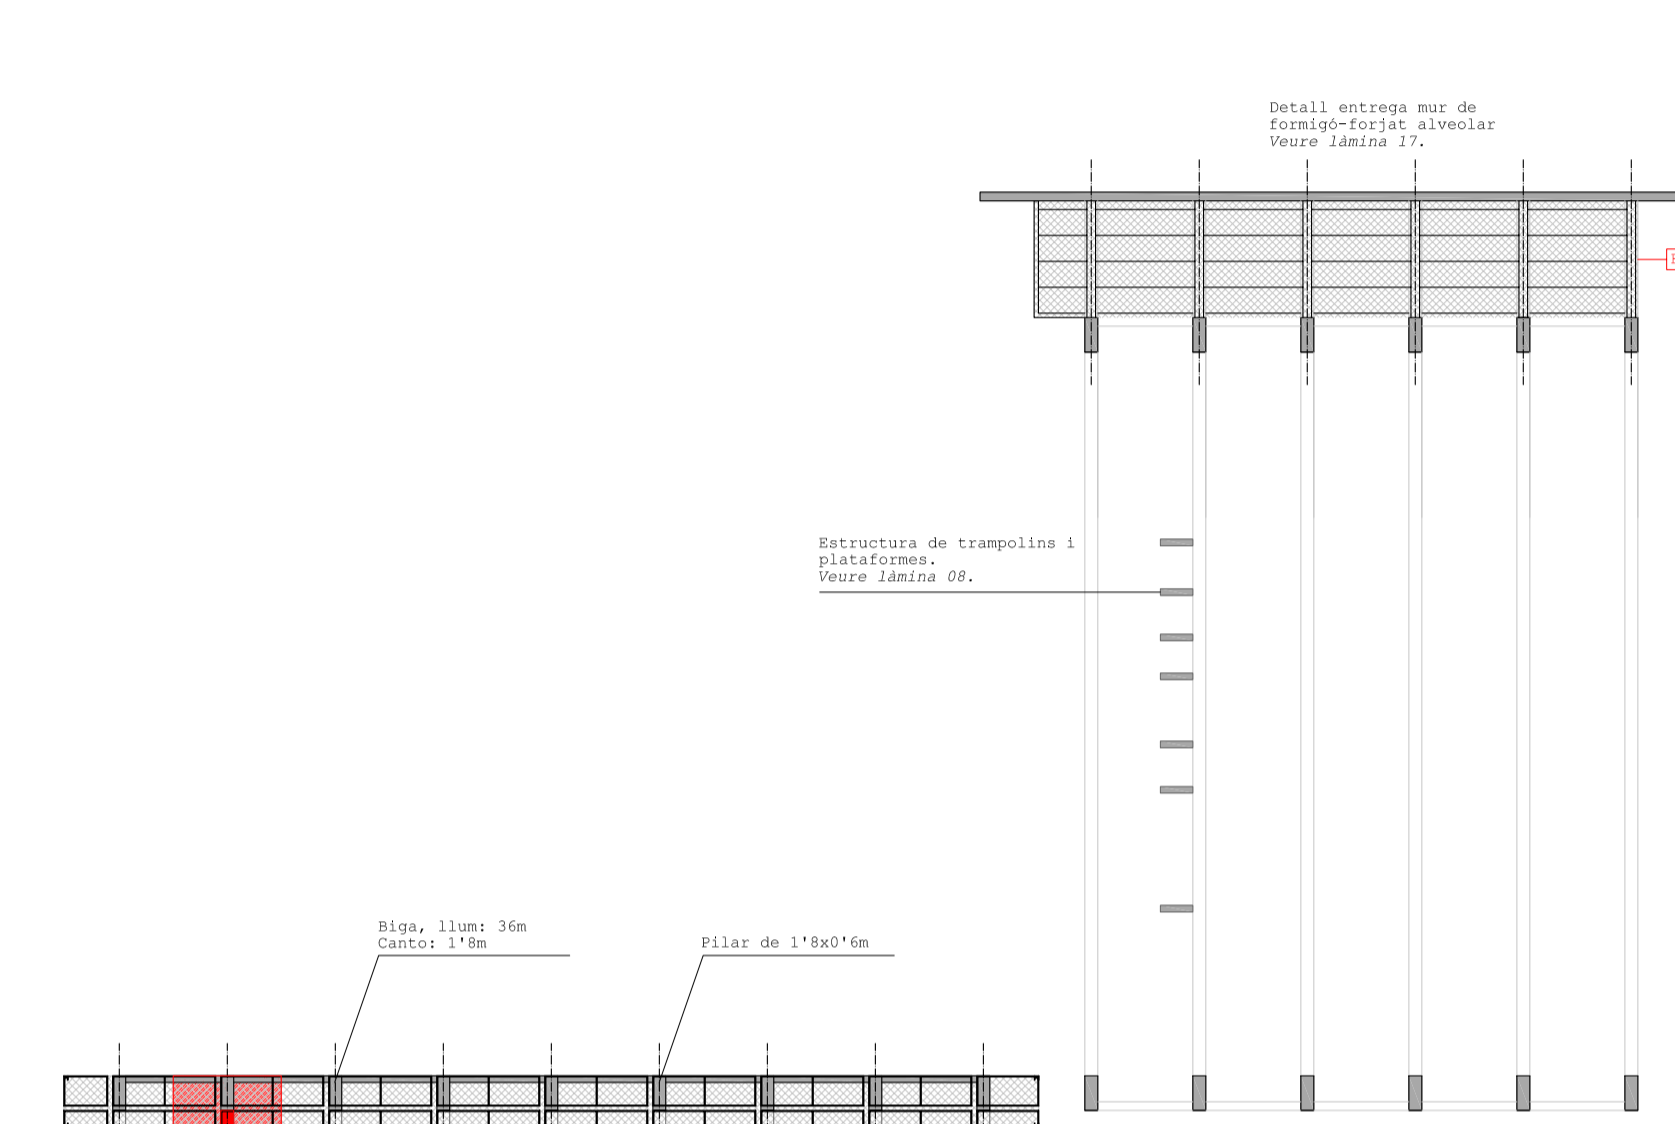 Detall entrega mur de
formigó-forjat alveolar
Veure làmina 17.
Estructura de trampolins i
plataformes.
Veure làmina 08.
Biga, llum: 36m
Canto: 1'8m
Pilar de 1'8x0'6m